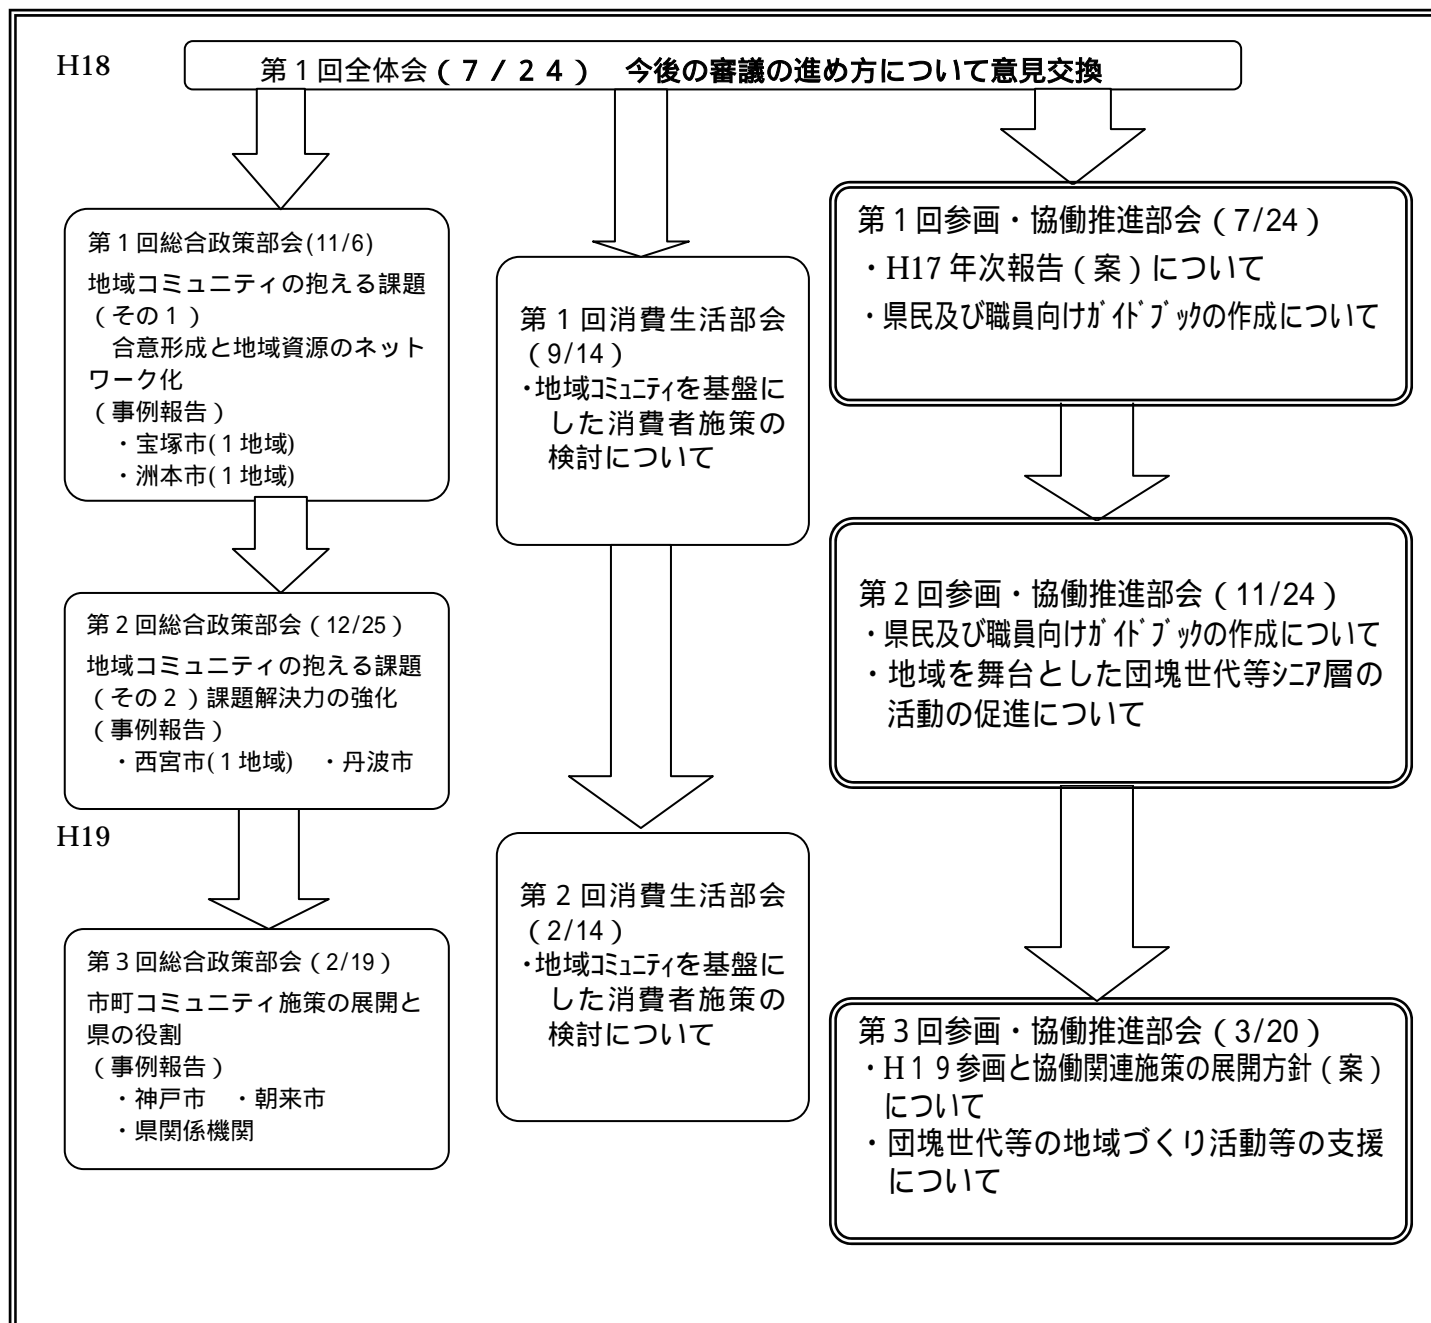 H18
第１回全体会（７／２４）　今後の審議の進め方について意見交換
第１回総合政策部会(11/6)
地域コミュニティの抱える課題
（その１）
合意形成と地域資源のネット
ワーク化
（事例報告）
・宝塚市(１地域)
・洲本市(１地域)
第２回総合政策部会（12/25）
地域コミュニティの抱える課題
（その２）課題解決力の強化
（事例報告）
・西宮市(１地域)　・丹波市
H19
第３回総合政策部会（2/19）
市町コミュニティ施策の展開と
県の役割
（事例報告）
・神戸市　・朝来市
・県関係機関
第１回消費生活部会
（9/14）
・地域ｺﾐｭﾆﾃｨを基盤に
した消費者施策の
検討について
第２回消費生活部会
（2/14）
・地域ｺﾐｭﾆﾃｨを基盤に
した消費者施策の
検討について
第１回参画・協働推進部会（7/24）
・H17 年次報告（案）について
・県民及び職員向けｶﾞｲﾄﾞﾌﾞｯｸの作成について
第２回参画・協働推進部会（11/24）
・県民及び職員向けｶﾞｲﾄﾞﾌﾞｯｸの作成について
・地域を舞台とした団塊世代等ｼﾆｱ層の
活動の促進について
第３回参画・協働推進部会（3/20）
・H１９参画と協働関連施策の展開方針（案）
について
・団塊世代等の地域づくり活動等の支援
について